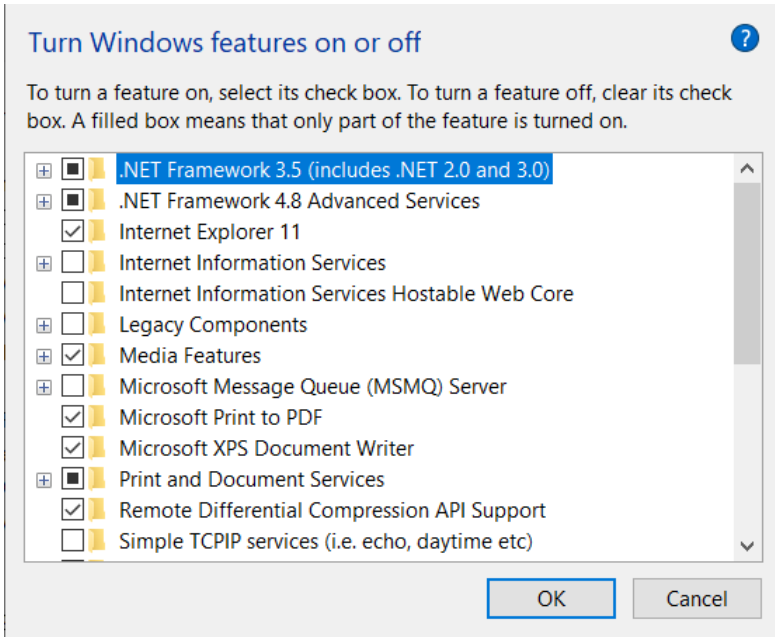 Turn Windows features on or off
?
To turn a feature on, select its check box. To turn a feature off, clear its check
box. A filled box means that only part of the feature is turned on.
.NET Framework 3.5 (includes .NET 2.0 and 3.0)
.NET Framework 4.8 Advanced Services
Internet Explorer 11
Internet Information Services
Internet Information Services Hostable Web Core
Legacy Components
Media Features
Microsoft Message Queue (MSMQ) Server
Microsoft Print to PDF
Microsoft XPS Document Writer
Print and Document Services
Remote Differential Compression API Support
Simple TCPIP services (i.e. echo, daytime etc)
OK
Cancel